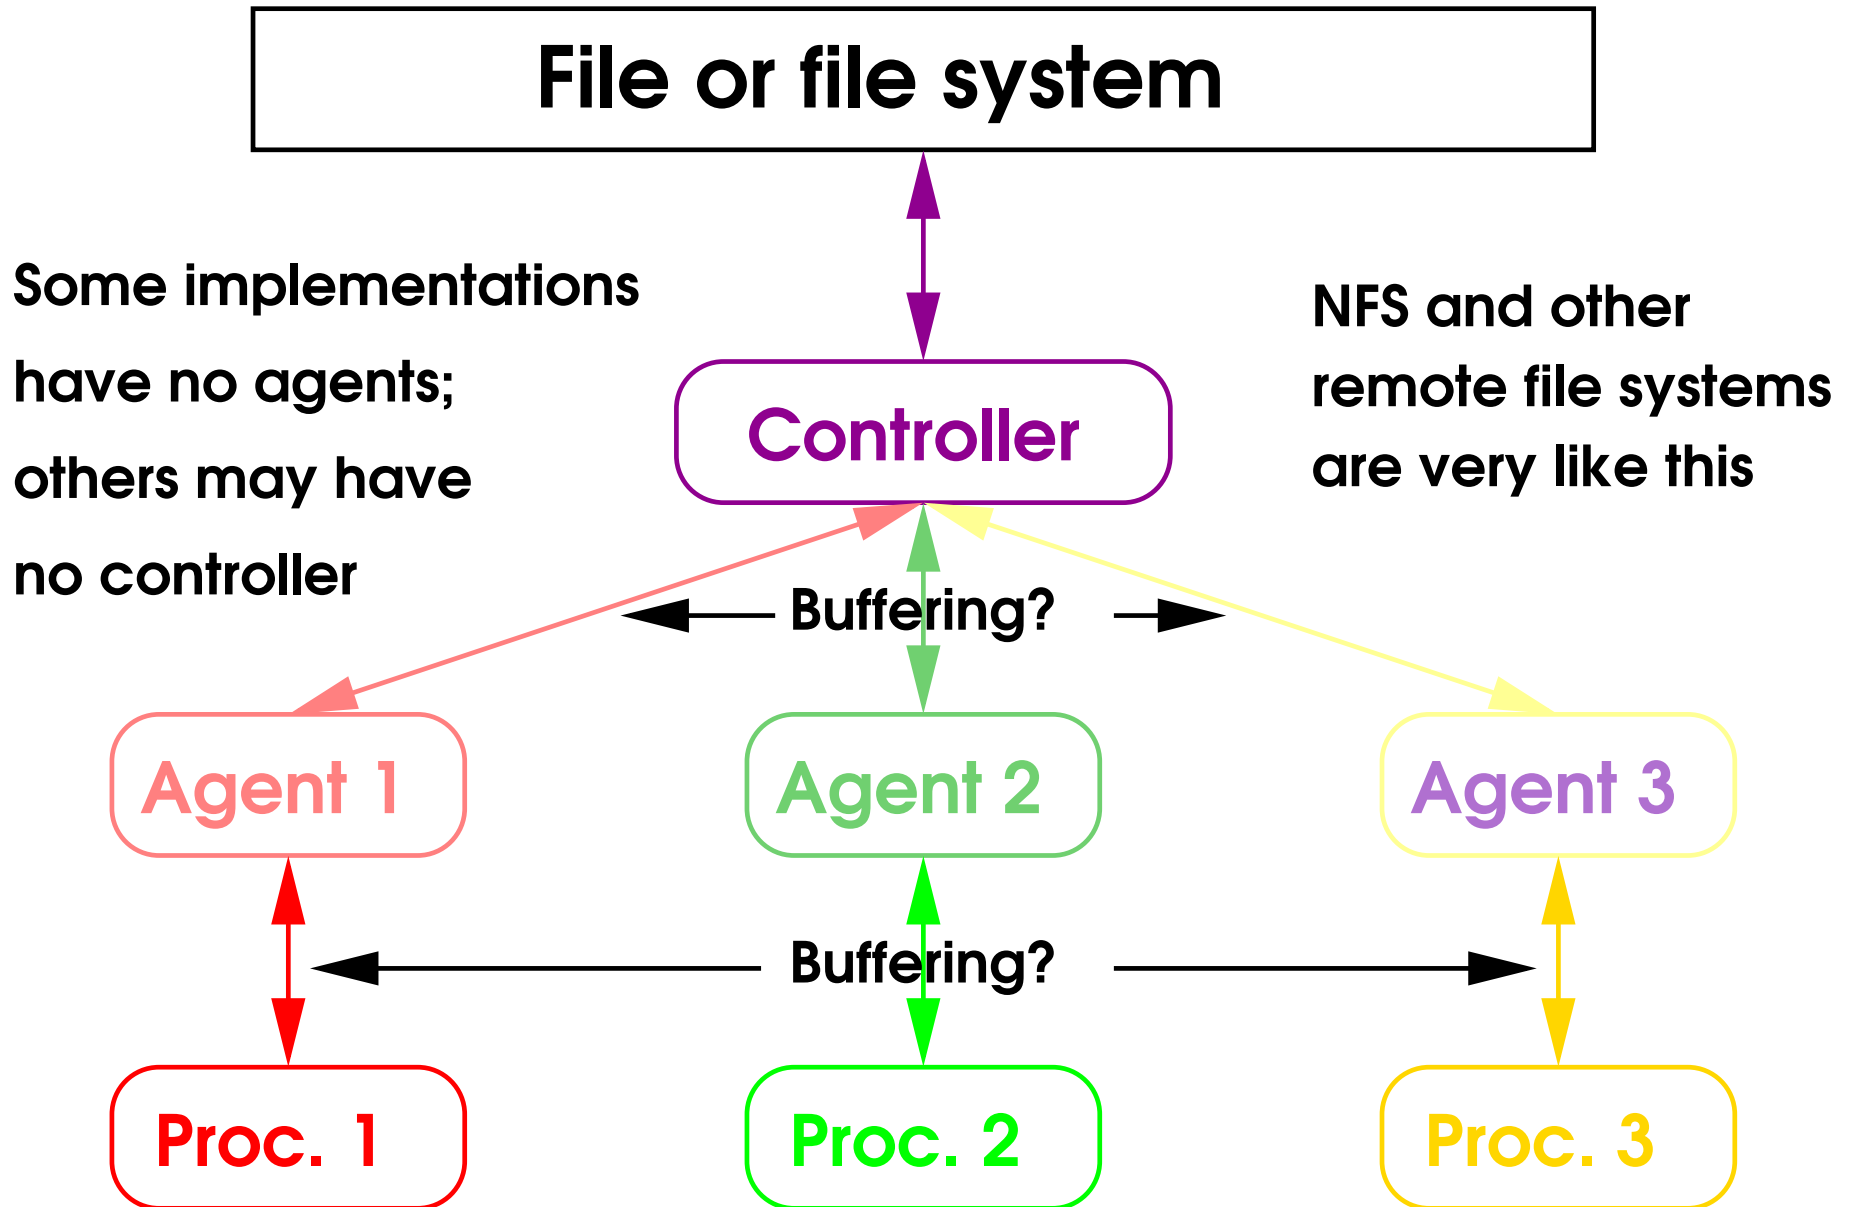 File or file system
Some implementations
have no agents;
others may have
no controller
NFS and other
remote file systems
are very like this
Controller
Buffering?
Agent 1
Agent 2
Agent 3
Buffering?
Proc. 1
Proc. 2
Proc. 3